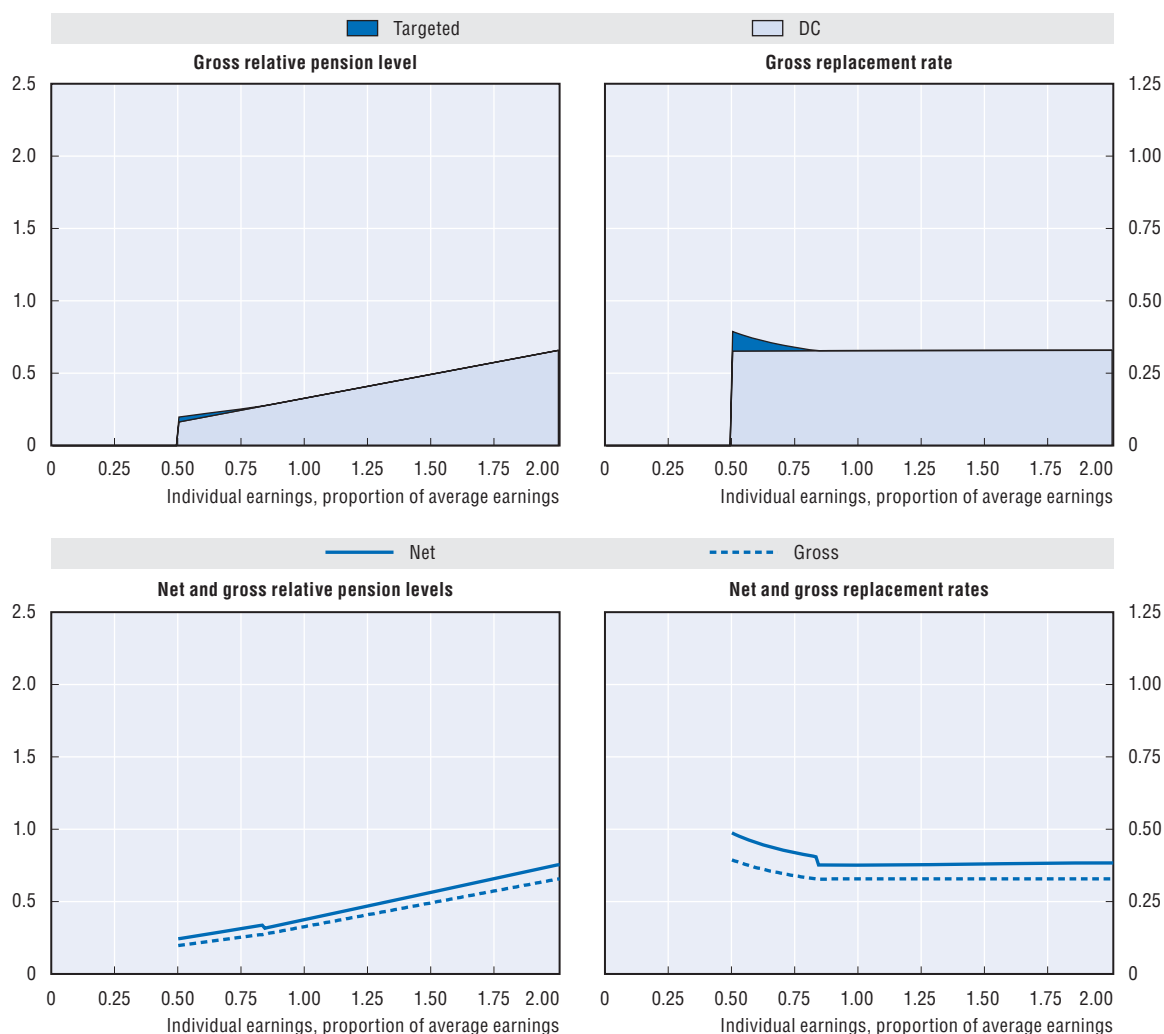 Targeted DC
Gross relative pension level
Gross replacement rate
2.5
2.0
1.5
1.0
0.5
0
1.25
1.00
0.75
0.50
0.25
0
0 0.25 0.50 0.75 1.00 1.25 1.50 1.75 2.00
Individual earnings, proportion of average earnings
0 0.25 0.50 0.75 1.00 1.25 1.50 1.75 2.00
Individual earnings, proportion of average earnings
Net Gross
Net and gross relative pension levels
Net and gross replacement rates
2.5
2.0
1.5
1.0
0.5
0
1.25
1.00
0.75
0.50
0.25
0
0 0.25 0.50 0.75 1.00 1.25 1.50 1.75 2.00
Individual earnings, proportion of average earnings
0 0.25 0.50 0.75 1.00 1.25 1.50 1.75 2.00
Individual earnings, proportion of average earnings